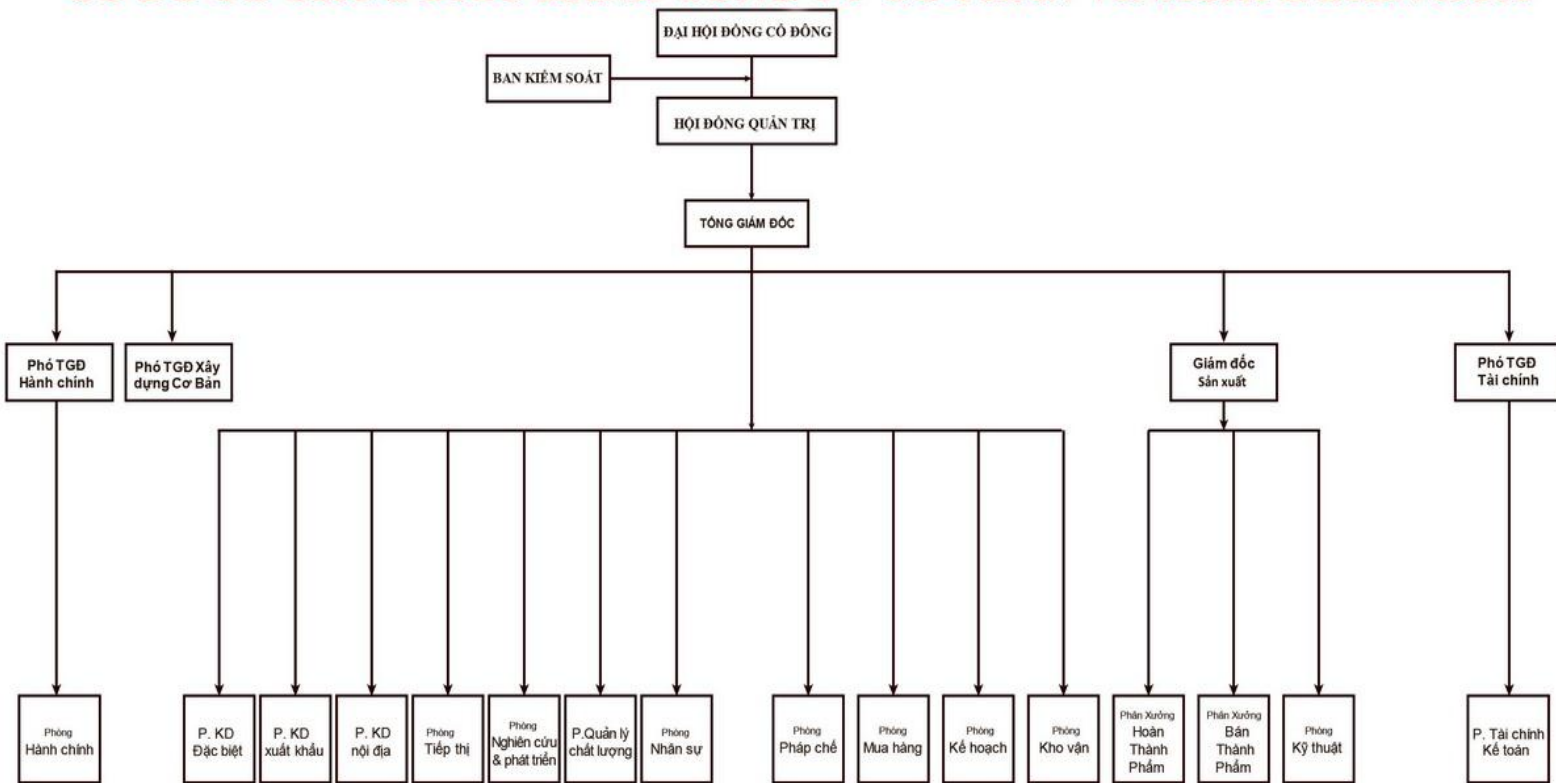 ĐẠI HỘI ĐỒNG CỔ ĐÔNG
BAN KIỂM SOÁT
HỘI ĐỒNG QUẢN TRỊ
TỔNG GIÁM ĐỐC
Phó TGĐ
Hành chính
Phó TGĐ Xây
dựng Cơ Bản
Giám đốc
Sản xuất
Phó TGĐ
Tài chính
Phòng
Hành chính
P. KD
Đặc biệt
P. KD
xuất khẩu
P. KD
nội địa
Phòng
Tiếp thị
Phòng
Nghiên cứu
& phát triển
P.Quản lý
chất lượng
Phòng
Nhân sự
Phòng
Pháp chế
Phòng
Mua hàng
Phòng
Kế hoạch
Phòng
Kho vận
Phân Xưởng
Hoàn
Thành
Phẩm
Phân Xưởng
Bán
Thành
Phẩm
Phòng
Kỹ thuật
P. Tài chính
Kế toán